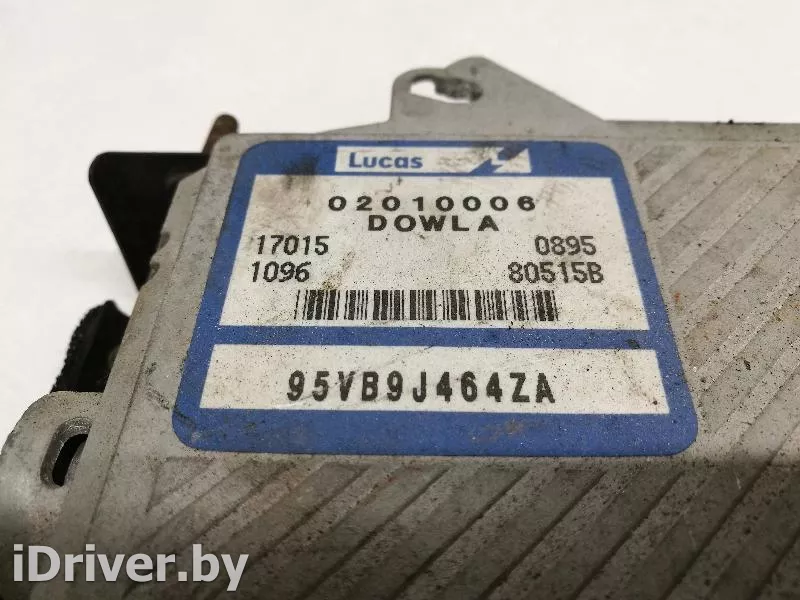 Lucas
02010006
DOWLA
17015 0895
1096 80515B
95VB9J464ZA
iDriver.by